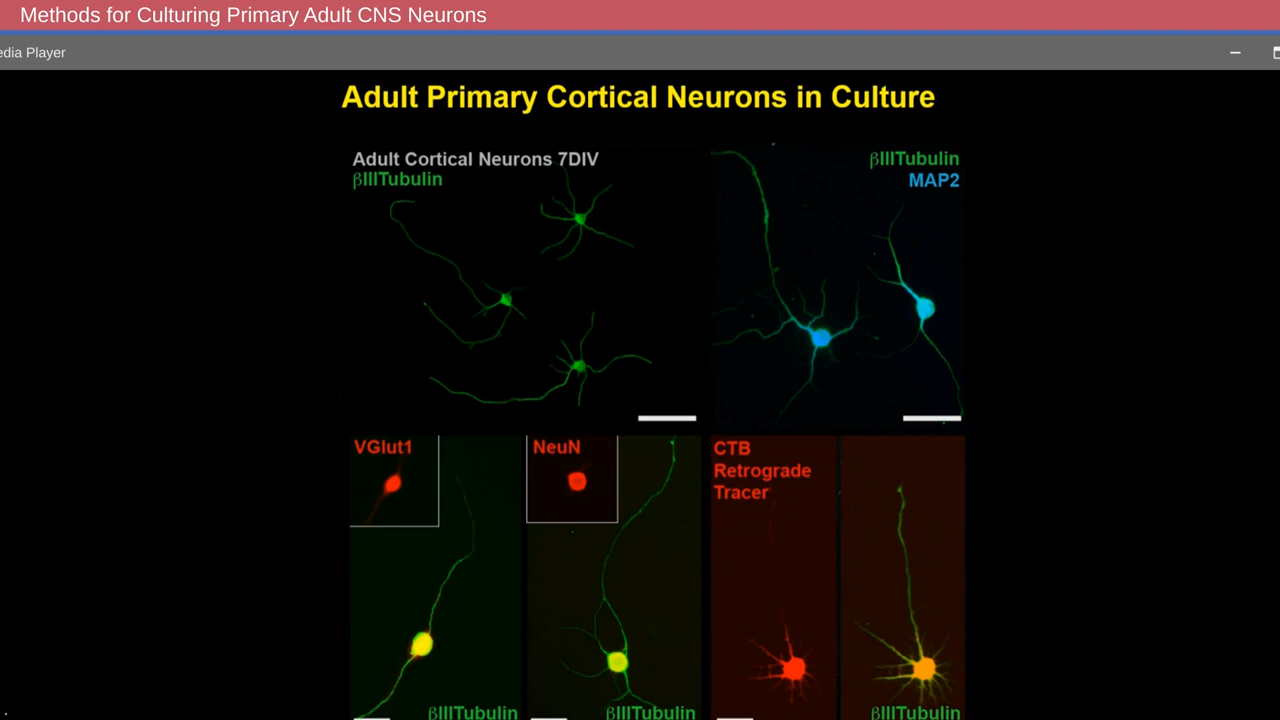 Methods for Culturing Primary Adult CNS Neurons
edia Player
Adult Primary Cortical Neurons in Culture
Adult Cortical Neurons 7DIV
βIIITubulin
βIIITubulin
MAP2
VGlut1
NeuN
CTB
Retrograde
Tracer
βIIITubulin
βIIITubulin
βIIITubulin